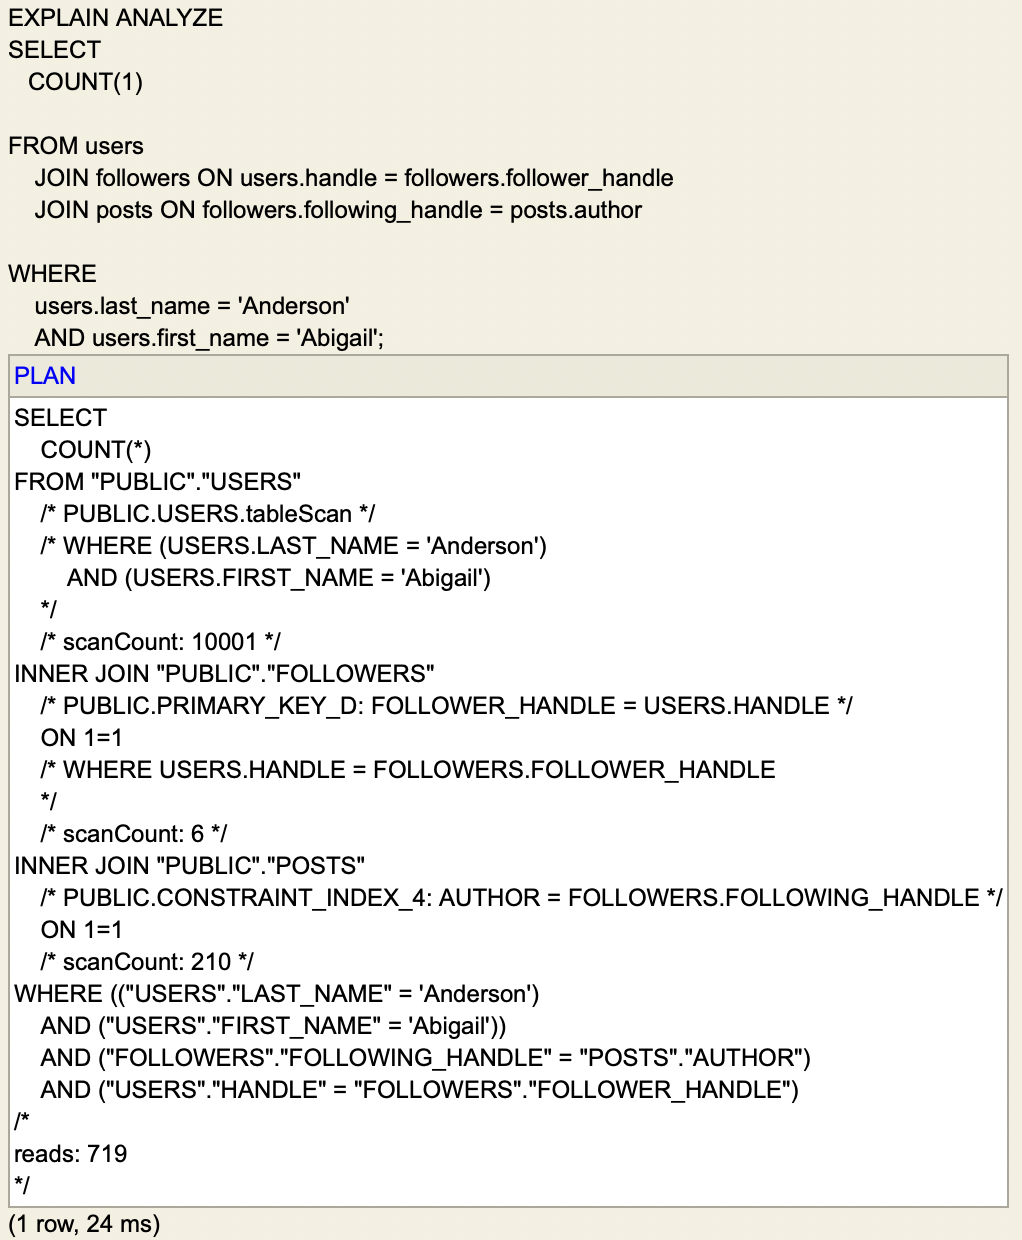 EXPLAIN ANALYZE
SELECT
COUNT(1)
FROM users
JOIN followers ON users.handle = followers.follower_handle
JOIN posts ON followers.following_handle = posts.author
WHERE
users.last_name = 'Anderson'
AND users.first_name = 'Abigail';
PLAN
SELECT
COUNT(*)
FROM "PUBLIC"."USERS"
/* PUBLIC.USERS.tableScan */
/* WHERE (USERS.LAST_NAME = 'Anderson')
AND (USERS.FIRST_NAME = 'Abigail')
*/
/* scanCount: 10001 */
INNER JOIN "PUBLIC"."FOLLOWERS"
/* PUBLIC.PRIMARY_KEY_D: FOLLOWER_HANDLE = USERS.HANDLE */
ON 1=1
/* WHERE USERS.HANDLE = FOLLOWERS.FOLLOWER_HANDLE
*/
/* scanCount: 6 */
INNER JOIN "PUBLIC"."POSTS"
/* PUBLIC.CONSTRAINT_INDEX_4: AUTHOR = FOLLOWERS.FOLLOWING_HANDLE */
ON 1=1
/* scanCount: 210 */
WHERE (("USERS"."LAST_NAME" = 'Anderson')
AND ("USERS"."FIRST_NAME" = 'Abigail'))
AND ("FOLLOWERS"."FOLLOWING_HANDLE" = "POSTS"."AUTHOR")
AND ("USERS"."HANDLE" = "FOLLOWERS"."FOLLOWER_HANDLE")
/*
reads: 719
*/
(1 row, 24 ms)